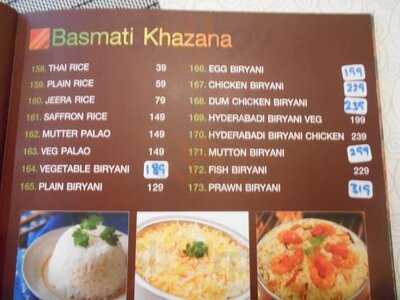 Basmati Khazana
158. THAI RICE 39
159. PLAIN RICE 59
160. JEERA RICE 79
161. SAFFRON RICE 149
162. MUTTER PALAO 149
163. VEG PALAO 149
164. VEGETABLE BIRYANI 189
165. PLAIN BIRYANI 129
166. EGG BIRYANI 199
167. CHICKEN BIRYANI 229
168. DUM CHICKEN BIRYANI 239
169. HYDERABADI BIRYANI VEG 199
170. HYDERABADI BIRYANI CHICKEN 239
171. MUTTON BIRYANI 299
172. FISH BIRYANI 229
173. PRAWN BIRYANI 319